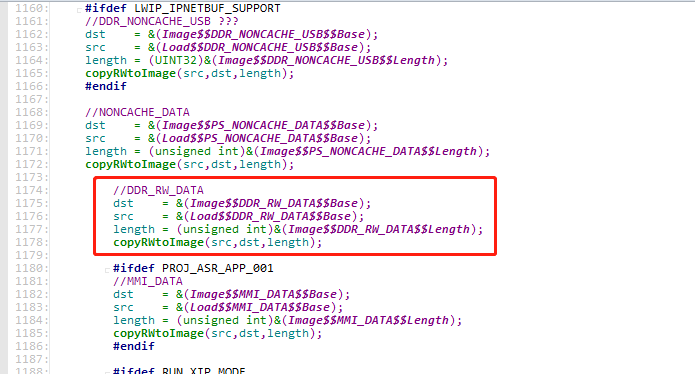 1160: #ifdef LWIP_IPNETBUF_SUPPORT
1161: //DDR_NONCACHE_USB ???
1162: dst    = &(Image$$DDR_NONCACHE_USB$$Base);
1163: src    = &(Load$$DDR_NONCACHE_USB$$Base);
1164: length = (UINT32)&(Image$$DDR_NONCACHE_USB$$Length);
1165: copyRWtoImage(src,dst,length);
1166: #endif
1167:
1168: //NONCACHE_DATA
1169: dst    = &(Image$$PS_NONCACHE_DATA$$Base);
1170: src    = &(Load$$PS_NONCACHE_DATA$$Base);
1171: length = (unsigned int)&(Image$$PS_NONCACHE_DATA$$Length);
1172: copyRWtoImage(src,dst,length);
1173:
1174: //DDR_RW_DATA
1175: dst    = &(Image$$DDR_RW_DATA$$Base);
1176: src    = &(Load$$DDR_RW_DATA$$Base);
1177: length = (unsigned int)&(Image$$DDR_RW_DATA$$Length);
1178: copyRWtoImage(src,dst,length);
1179:
1180: #ifdef PROJ_ASR_APP_001
1181: //MMI_DATA
1182: dst    = &(Image$$MMI_DATA$$Base);
1183: src    = &(Load$$MMI_DATA$$Base);
1184: length = (unsigned int)&(Image$$MMI_DATA$$Length);
1185: copyRWtoImage(src,dst,length);
1186: #endif
1187:
1188: #ifdef RUN_XIP_MODE